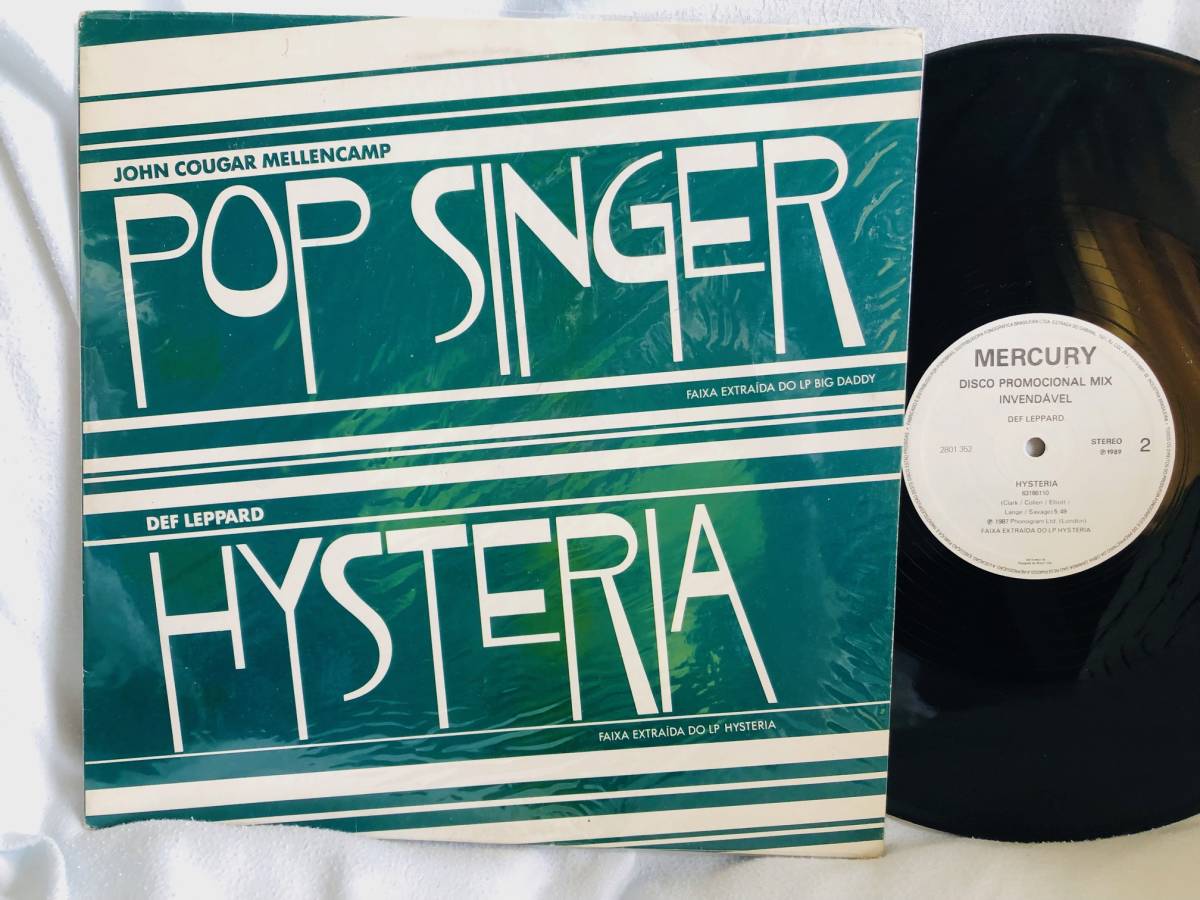 JOHN COUGAR MELLENCAMP
POP SINGER
FAIXA EXTRAÍDA DO LP BIG DADDY
DEF LEPPARD
HYSTERIA
FAIXA EXTRAÍDA DO LP HYSTERIA
MERCURY
DISCO PROMOCIONAL MIX
INVENDÁVEL
DEF LEPPARD
2801 352
STEREO 2
℗ 1989
HYSTERIA
63186110
(Clark / Collen / Elliott /
Lange / Savage) 5:49
℗ 1987 Phonogram Ltd. (London)
FAIXA EXTRAÍDA DO LP HYSTERIA